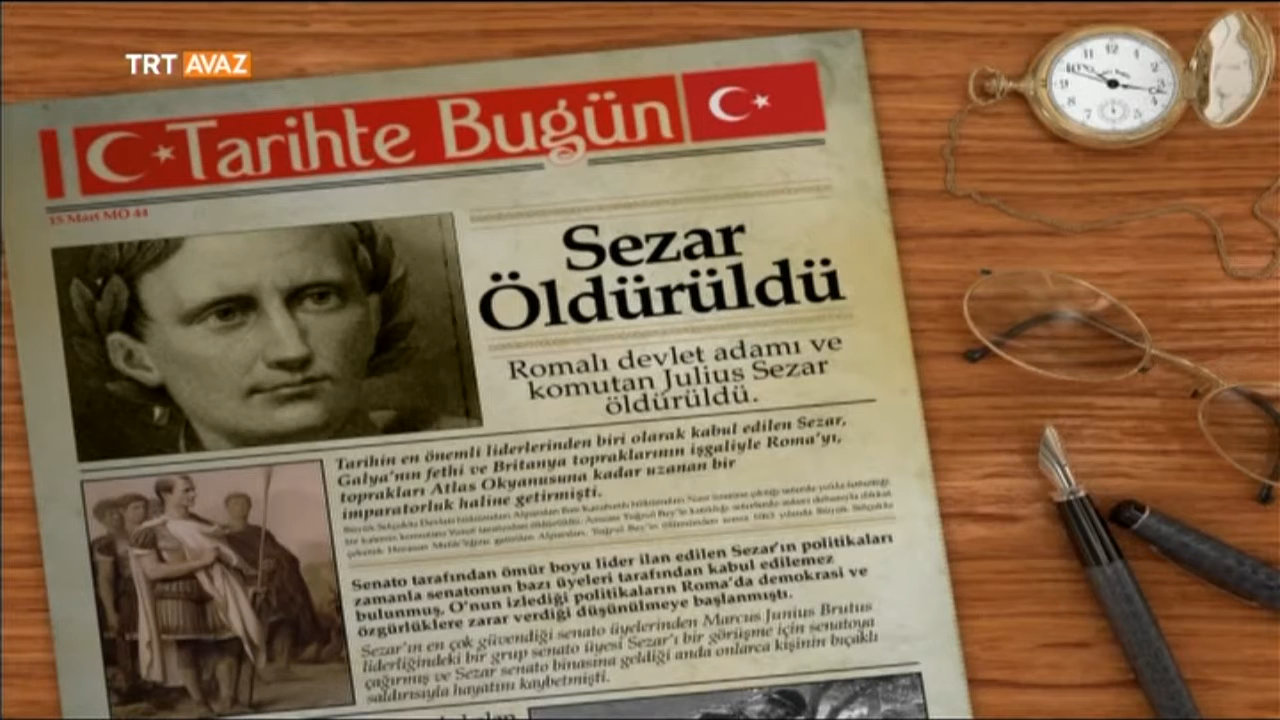 TRT AVAZ
Tarihte Bugün
15 Mart MÖ 44
Sezar
Öldürüldü
Romalı devlet adamı ve
komutan Julius Sezar
öldürüldü.
Tarihin en önemli liderlerinden biri olarak kabul edilen Sezar,
Galya'nın fethi ve Britanya topraklarının işgaliyle Roma'yı,
toprakları Atlas Okyanusuna kadar uzanan bir
imparatorluk haline getirmişti.
Senato tarafından ömür boyu lider ilan edilen Sezar'ın politikaları
zamanla senatonun bazı üyeleri tarafından kabul edilemez
bulunmuş, O'nun izlediği politikaların Roma'da demokrasi ve
özgürlüklere zarar verdiği düşünülmeye başlanmıştı.
Sezar'ın en çok güvendiği senato üyelerinden Marcus Junius Brutus
liderliğindeki bir grup senato üyesi Sezar'ı bir görüşme için senatoya
çağırmış ve Sezar senato binasına geldiği anda onlarca kişinin bıçaklı
saldırısıyla hayatını kaybetmişti.